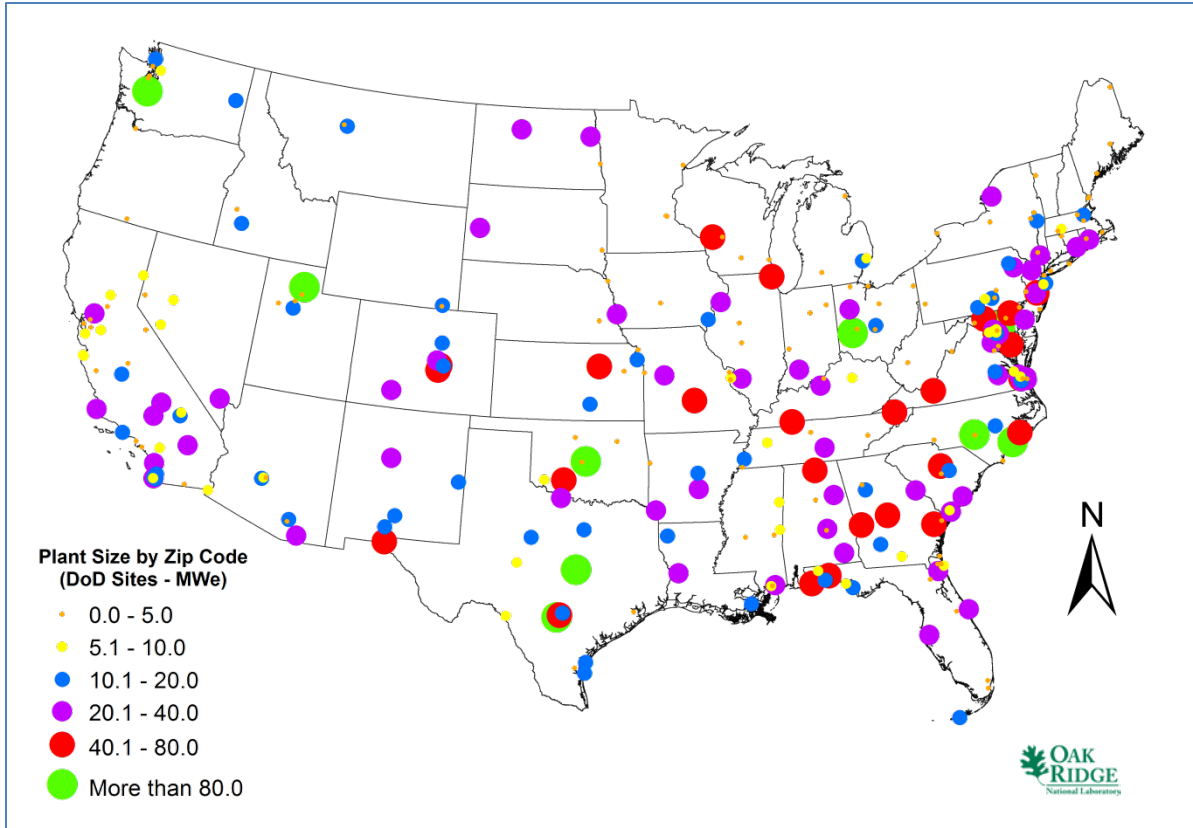 N
Plant Size by Zip Code
(DoD Sites - MWe)
0.0 - 5.0
5.1 - 10.0
10.1 - 20.0
20.1 - 40.0
40.1 - 80.0
More than 80.0
OAK
RIDGE
National Laboratory